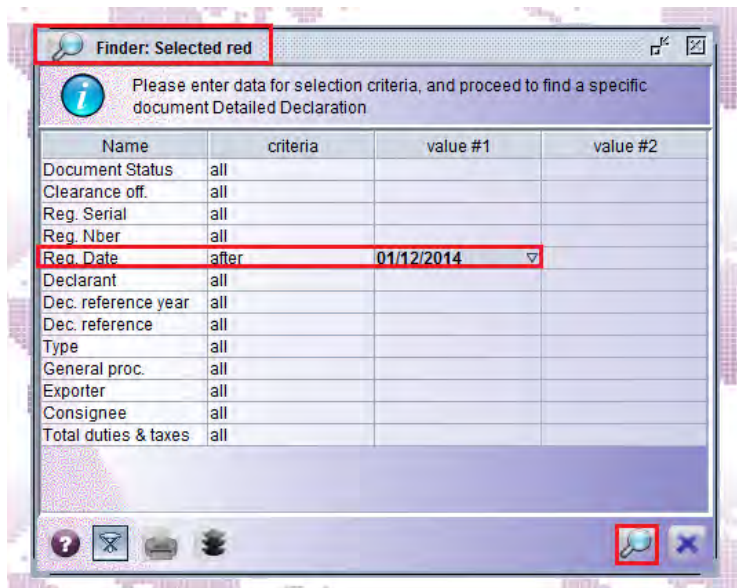 Finder: Selected red
Please enter data for selection criteria, and proceed to find a specific
document Detailed Declaration
Name criteria value #1 value #2
Document Status all
Clearance off. all
Reg. Serial all
Reg. Nber all
Reg. Date after 01/12/2014
Declarant all
Dec. reference year all
Dec. reference all
Type all
General proc. all
Exporter all
Consignee all
Total duties & taxes all